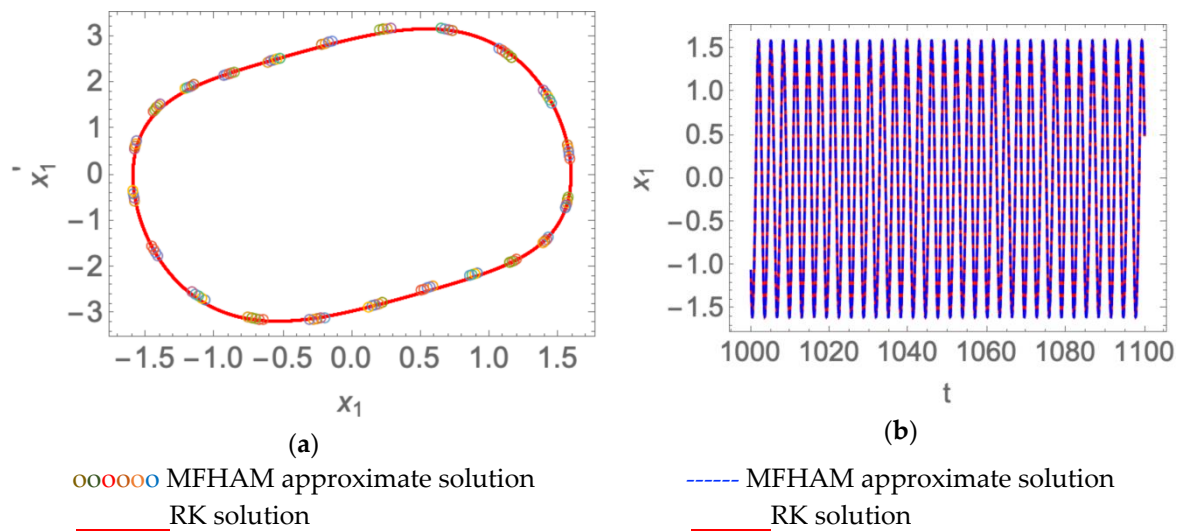 3
2
1
0
−1
−2
−3
x₁'
−1.5 −1.0 −0.5 0.0 0.5 1.0 1.5
x₁
(a)
oooooo MFHAM approximate solution
RK solution
1.5
1.0
0.5
0.0
−0.5
−1.0
−1.5
x₁
1000 1020 1040 1060 1080 1100
t
(b)
------ MFHAM approximate solution
RK solution